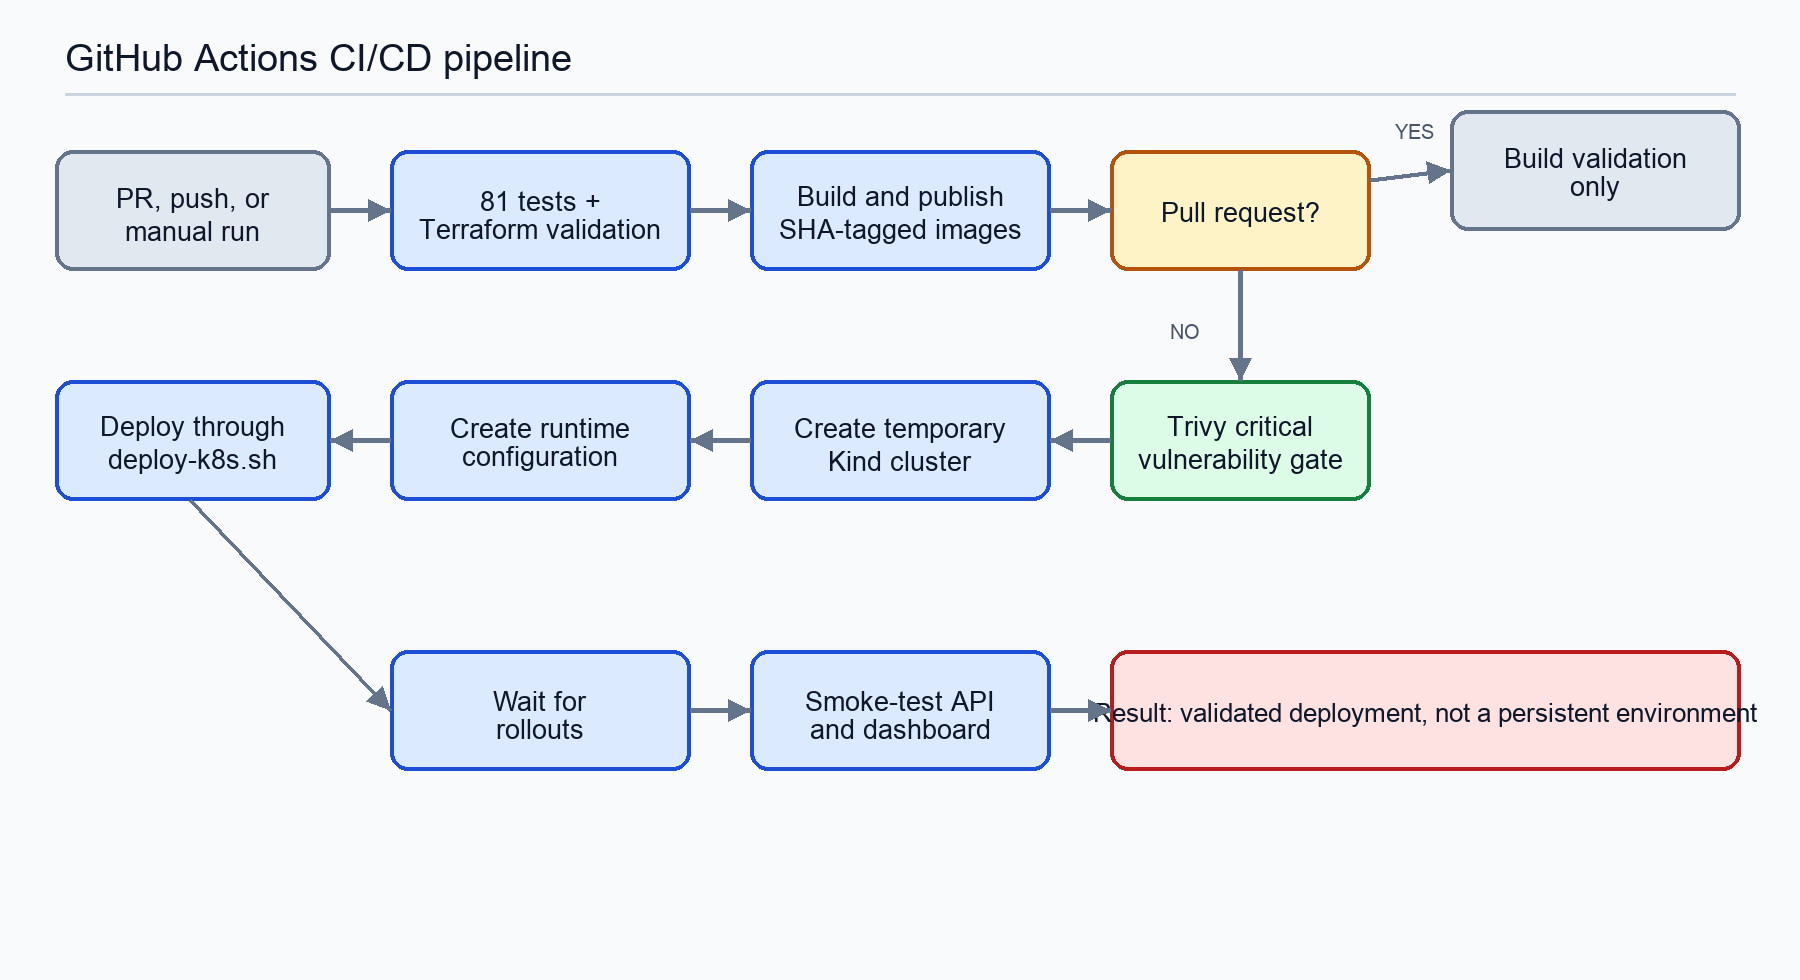 GitHub Actions CI/CD pipeline
PR, push, or
manual run
81 tests +
Terraform validation
Build and publish
SHA-tagged images
Pull request?
YES
Build validation
only
NO
Deploy through
deploy-k8s.sh
Create runtime
configuration
Create temporary
Kind cluster
Trivy critical
vulnerability gate
Wait for
rollouts
Smoke-test API
and dashboard
Result: validated deployment, not a persistent environment